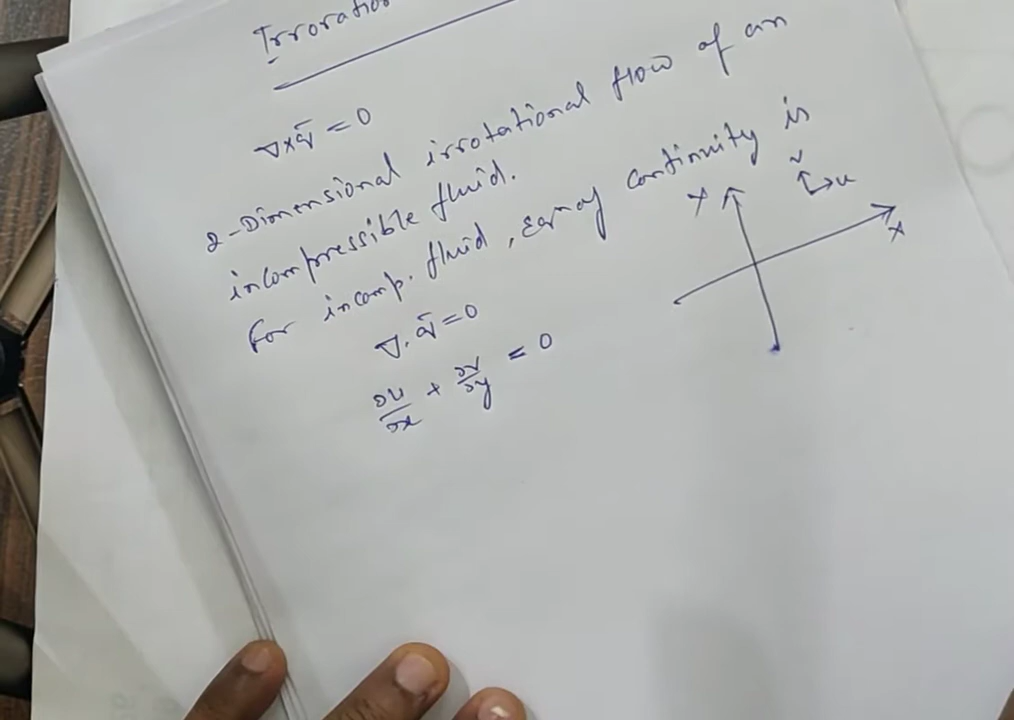 Irrotatio
∇×q̄ = 0
2-Dimensional irrotational flow of an
incompressible fluid.
For incomp. fluid, eqn of continuity is
∇. q̄ = 0
∂u/∂x + ∂v/∂y = 0
Y
v
u
X